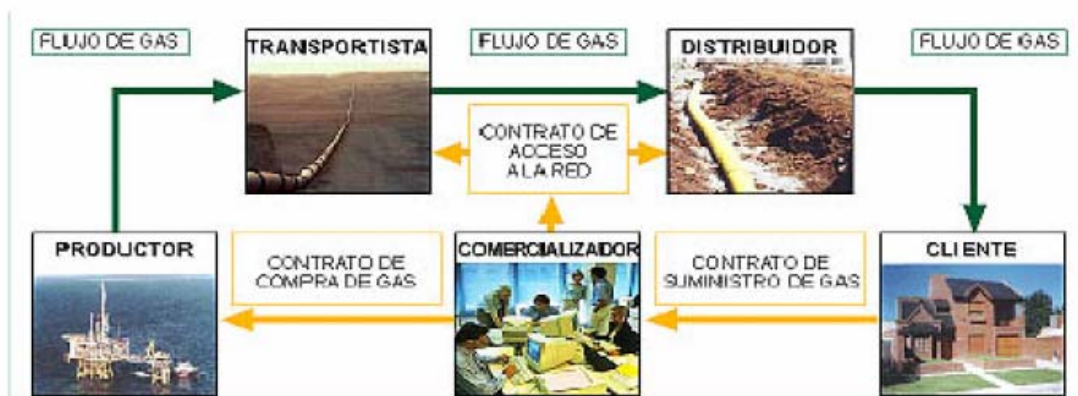 FLUJO DE GAS
TRANSPORTISTA
FLUJO DE GAS
DISTRIBUIDOR
FLUJO DE GAS
CONTRATO DE
ACCESO
A LA RED
PRODUCTOR
CONTRATO DE
COMPRA DE GAS
COMERCIALIZADOR
CONTRATO DE
SUMINISTRO DE GAS
CLIENTE